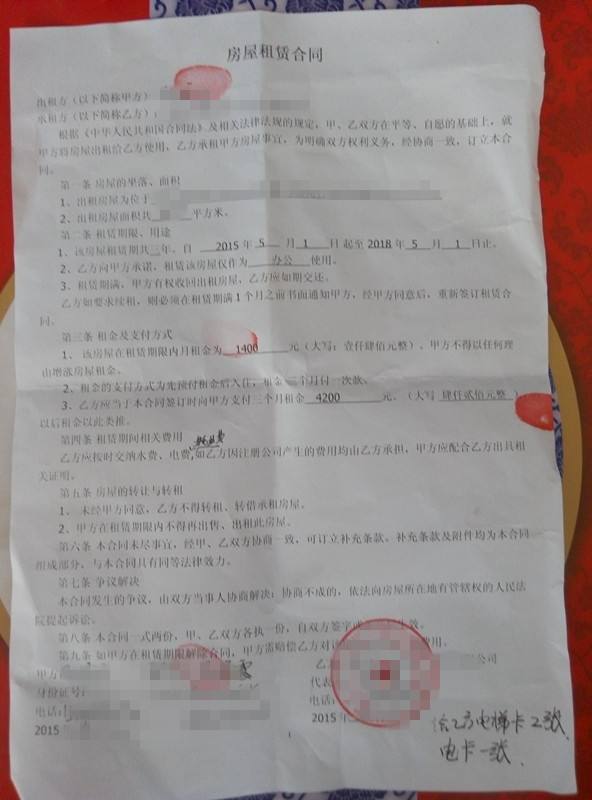 房屋租赁合同
出租方（以下简称甲方）
承租方（以下简称乙方）：
根据《中华人民共和国合同法》及相关法律法规的规定，甲、乙双方在平等、自愿的基础上，就
甲方将房屋出租给乙方使用、乙方承租甲方房屋事宜，为明确双方权利义务，经协商一致，订立本合
同。
第一条 房屋的坐落、面积
1、出租房屋为位于
2、出租房屋面积共 平方米。
第二条 租赁期限、用途
1、该房屋租赁期共三年。自 2015 年 5 月 1 日 起至 2018 年 5 月 1 日止。
2、乙方向甲方承诺，租赁该房屋仅作为 办公 使用。
3、租赁期满，甲方有权收回出租房屋，乙方应如期交还。
乙方如要求续租，则必须在租赁期满 1 个月之前书面通知甲方，经甲方同意后，重新签订租赁合
同。
第三条 租金及支付方式
1、 该房屋在租赁期限内月租金为 1400 元（大写：壹仟肆佰元整），甲方不得以任何理
由增涨房屋租金。
2、租金的支付方式为先预付租金后入住，租金 三个月付一次款。
3、乙方应当于本合同签订时向甲方支付三个月租金 4200 元，（大写 肆仟贰佰元整 ）
以后租金以此类推。
第四条 租赁期间相关费用
乙方应按时交纳水费、电费,如乙方因注册公司产生的费用均由乙方承担，甲方应配合乙方出具相
关证明。
第五条 房屋的转让与转租
1、 未经甲方同意，乙方不得转租、转借承租房屋。
2、甲方在租赁期限内不得再出售、出租此房屋。
第六条 本合同未尽事宜，经甲、乙双方协商一致，可订立补充条款。补充条款及附件均为本合同
组成部分，与本合同具有同等法律效力。
第七条 争议解决
本合同发生的争议，由双方当事人协商解决；协商不成的，依法向房屋所在地有管辖权的人民法
院提起诉讼。
第八条 本合同一式两份，甲、乙双方各执一份，自双方签字 生效。
第九条 如甲方在租赁期限解除合同，甲方需赔偿乙方对 费用。
甲方 乙 公司
身份证号： 代表
电话： 电话：
2015 2015 年
给乙方电梯卡2张
电卡一张
1